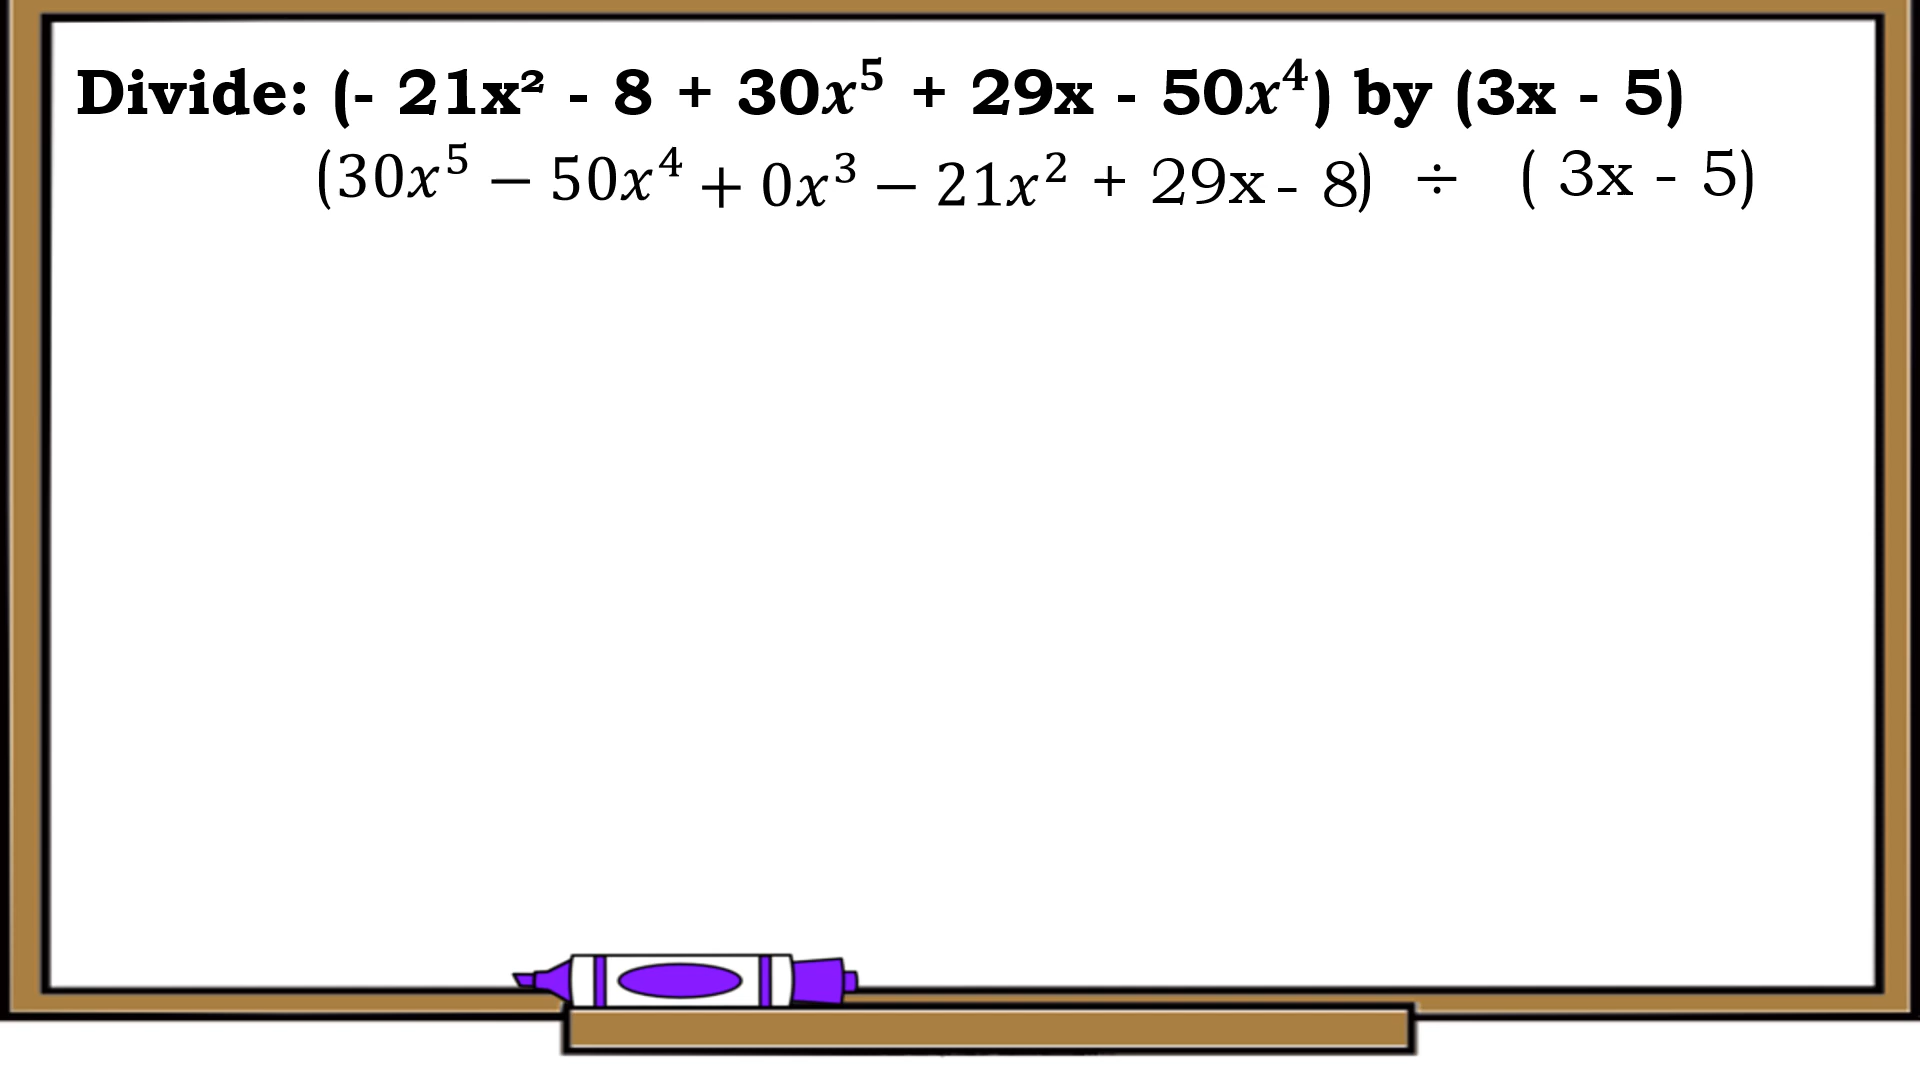 Divide: (- 21x² - 8 + 30𝑥⁵ + 29x - 50𝑥⁴) by (3x - 5)
(30𝑥⁵ − 50𝑥⁴ + 0𝑥³ − 21𝑥² + 29x - 8) ÷ ( 3x - 5)